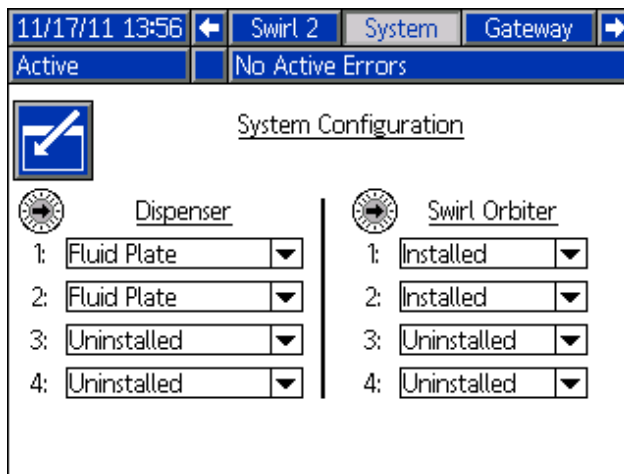 11/17/11 13:56 Swirl 2 System Gateway
Active No Active Errors
System Configuration
Dispenser Swirl Orbiter
1: Fluid Plate 1: Installed
2: Fluid Plate 2: Installed
3: Uninstalled 3: Uninstalled
4: Uninstalled 4: Uninstalled